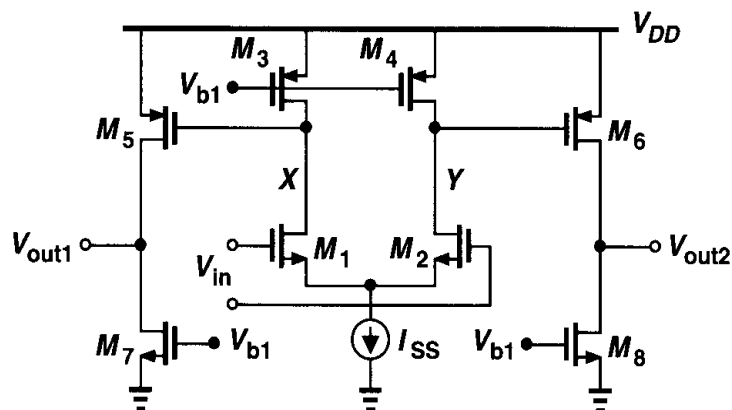 V_DD
M_3
M_4
V_b1
M_5
M_6
X
Y
V_out1
V_in
M_1
M_2
V_out2
M_7
V_b1
I_SS
V_b1
M_8